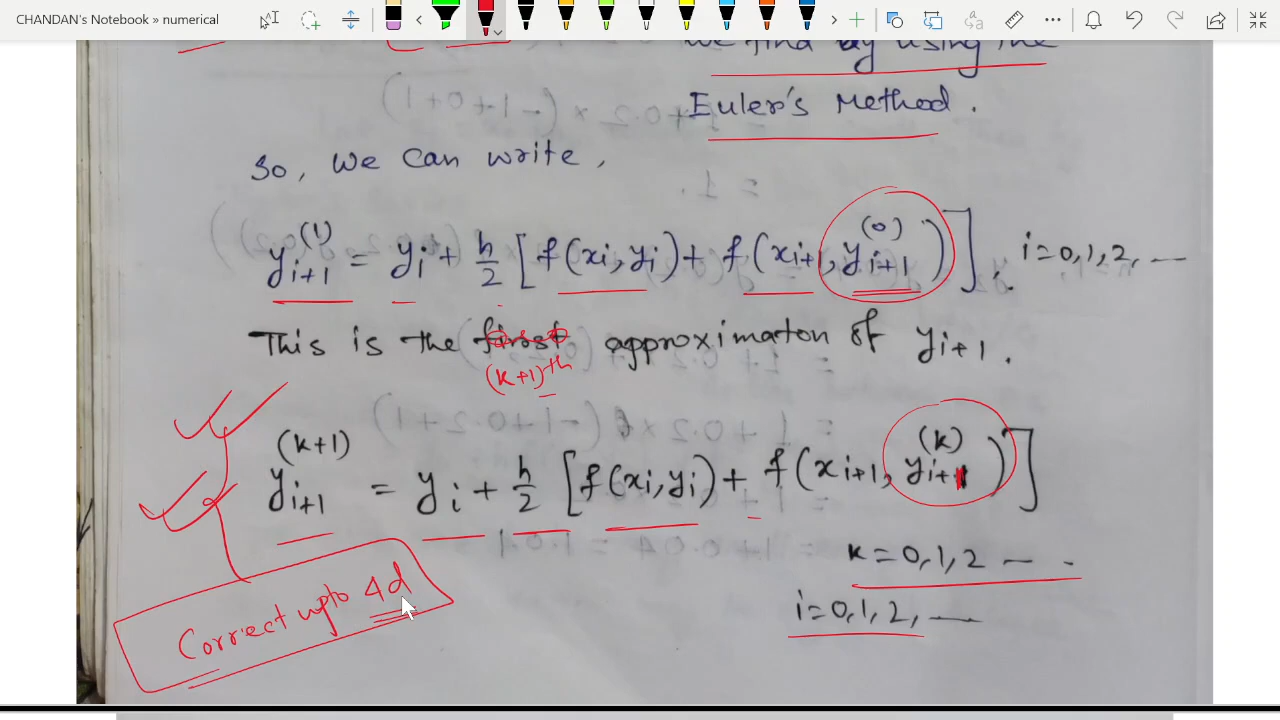 CHANDAN's Notebook » numerical
we find by using the
Euler's Method.
So, we can write,
y_{i+1}^{(1)} = y_i + h/2 [f(x_i, y_i) + f(x_{i+1}, y_{i+1}^{(0)})], i=0,1,2, ---
This is the first approximaton of y_{i+1}.
(k+1)th
y_{i+1}^{(k+1)} = y_i + h/2 [f(x_i, y_i) + f(x_{i+1}, y_{i+1}^{(k)})]
k=0,1,2 -- .
i=0,1,2, ---
Correct upto 4d